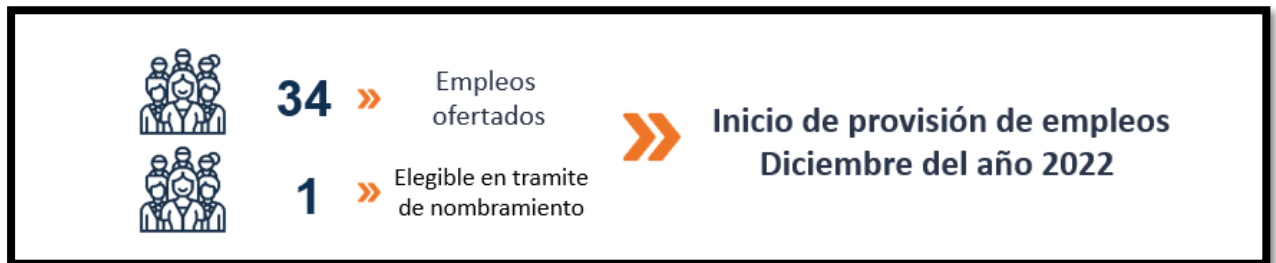 34
Empleos
ofertados
1
Elegible en tramite
de nombramiento
Inicio de provisión de empleos
Diciembre del año 2022